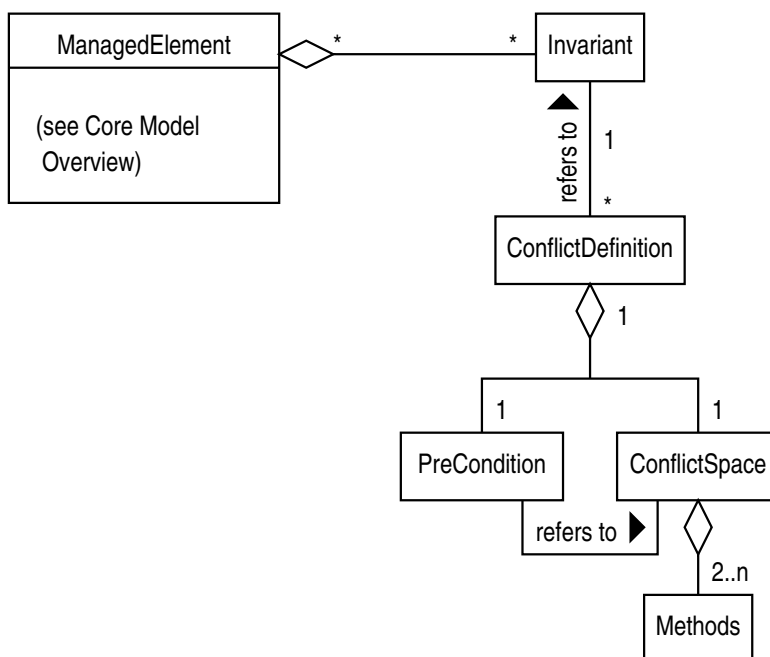 ManagedElement
(see Core Model
Overview)
*
*
Invariant
refers to
1
*
ConflictDefinition
1
1
1
PreCondition
ConflictSpace
refers to
2..n
Methods